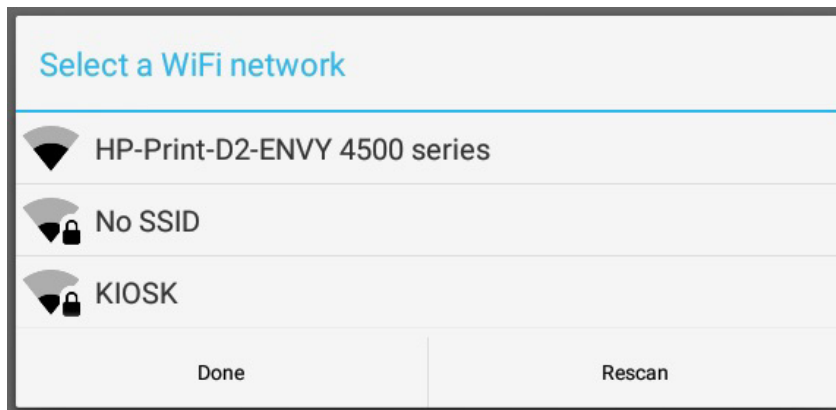 Select a WiFi network
HP-Print-D2-ENVY 4500 series
No SSID
KIOSK
Done Rescan